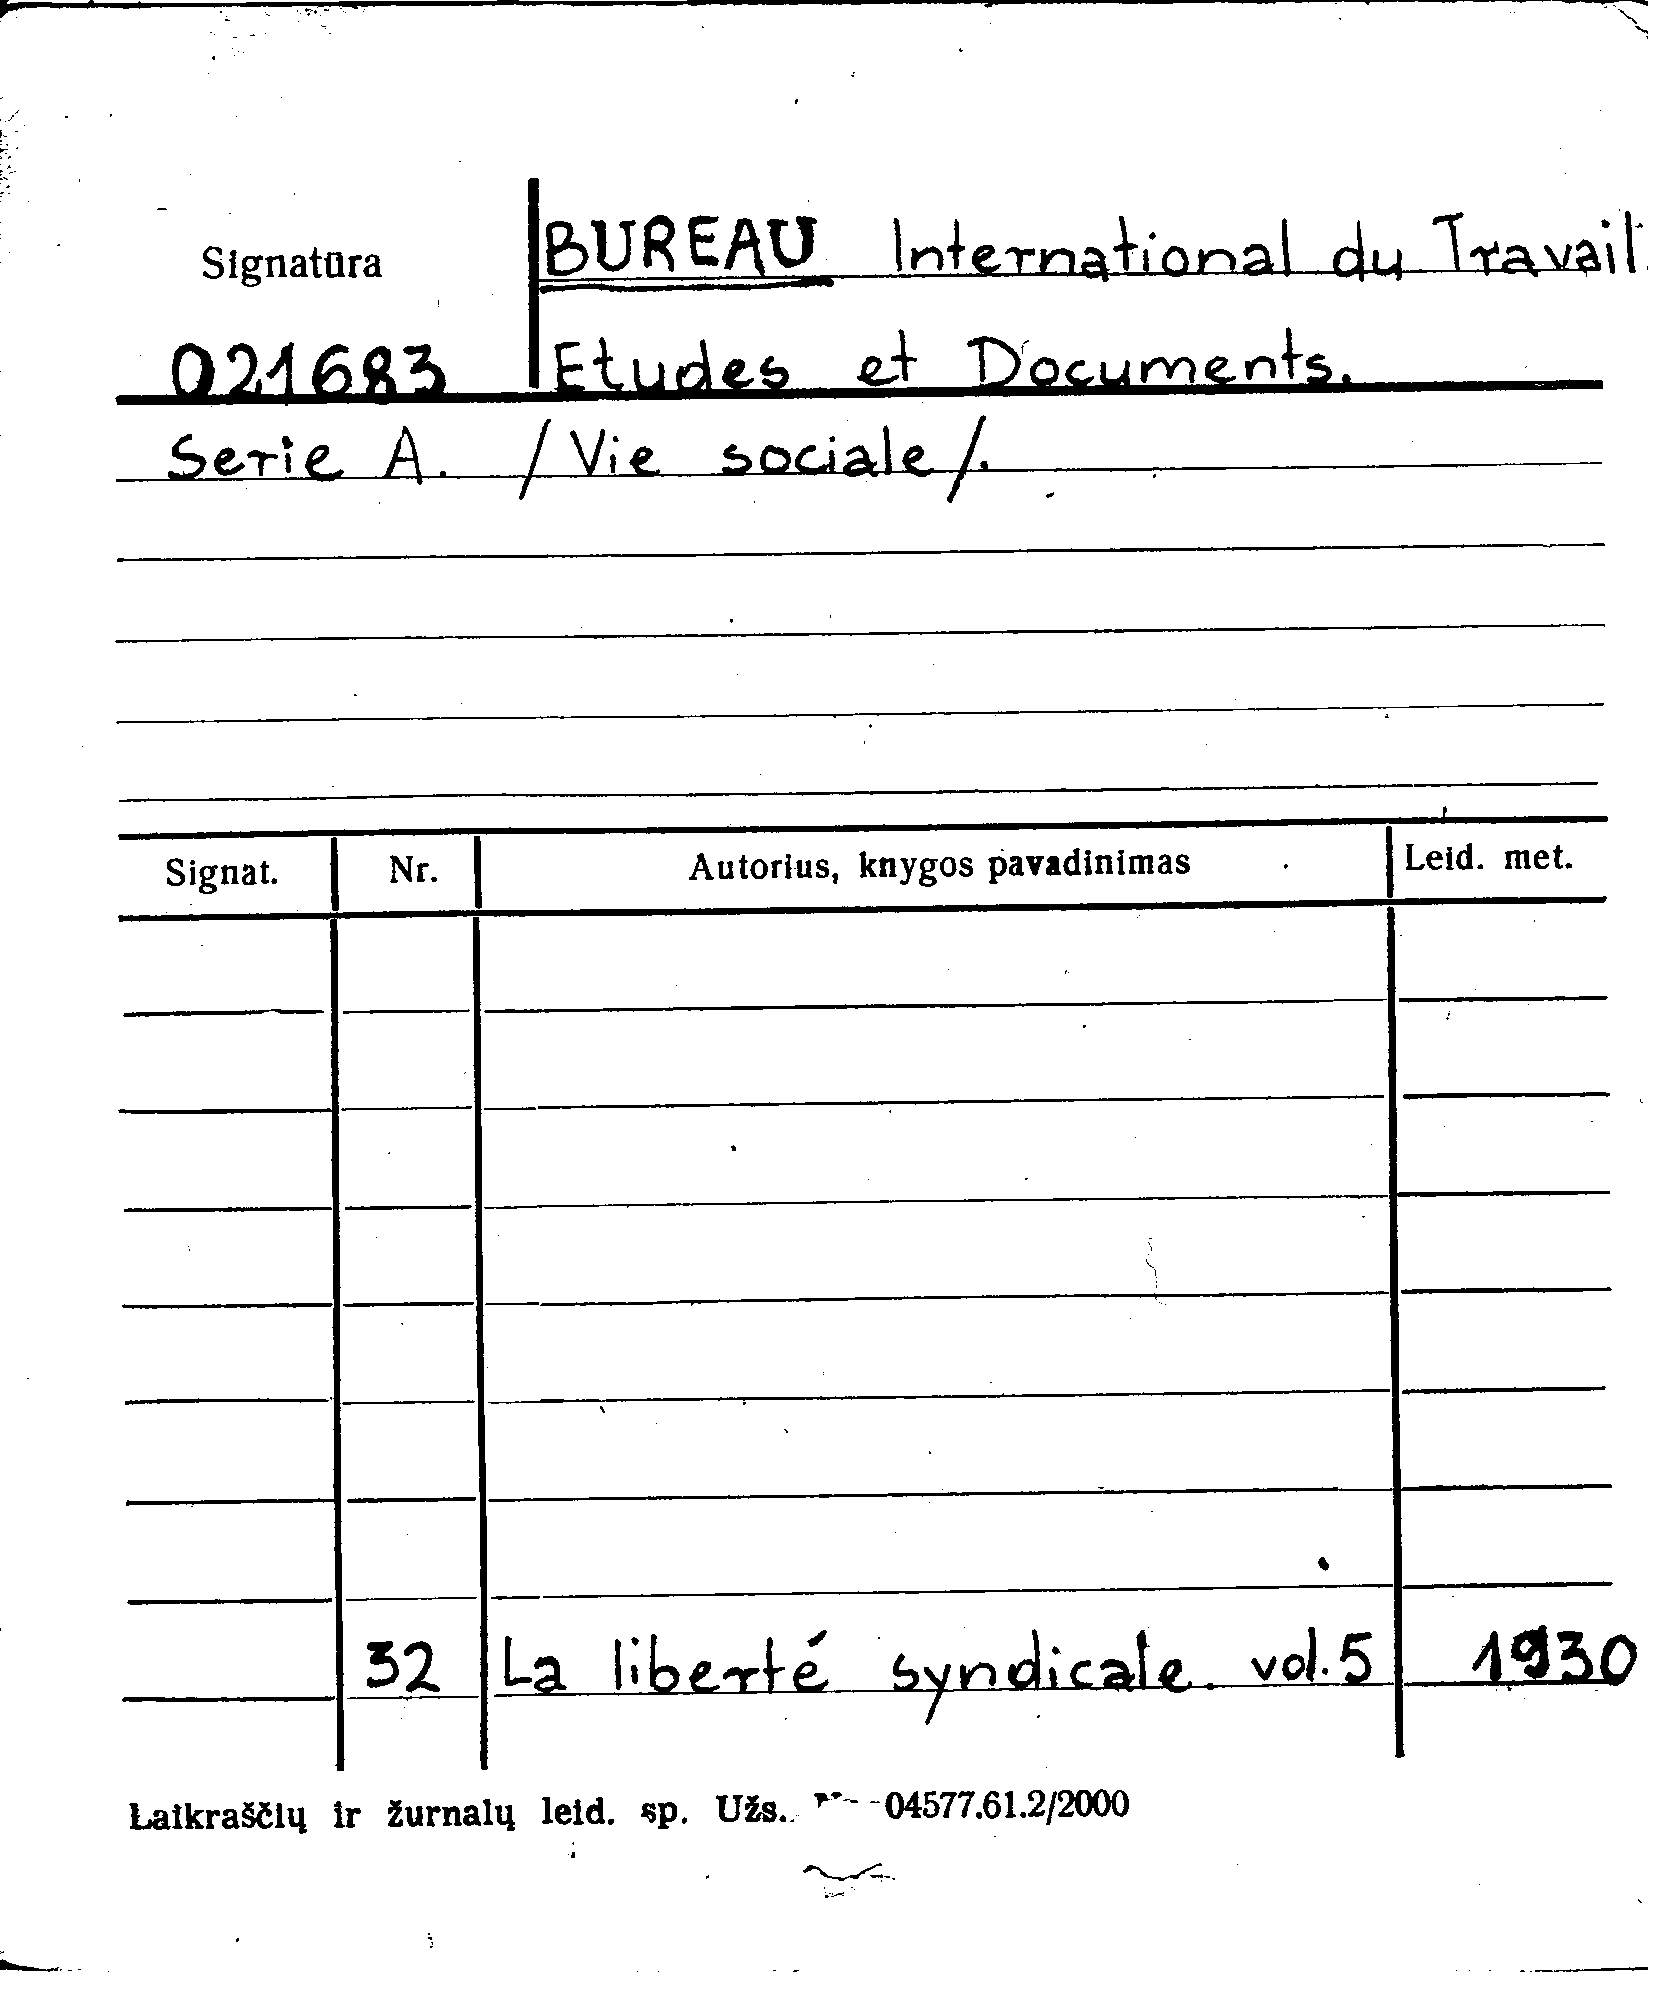 Signatūra
BUREAU International du Travail
021683
Etudes et Documents.
Serie A. /Vie sociale/.
Signat. Nr. Autorius, knygos pavadinimas Leid. met.
32 La liberté syndicale. vol.5 1930
Laikraščių ir žurnalų leid. sp. Užs. 04577.61.2/2000